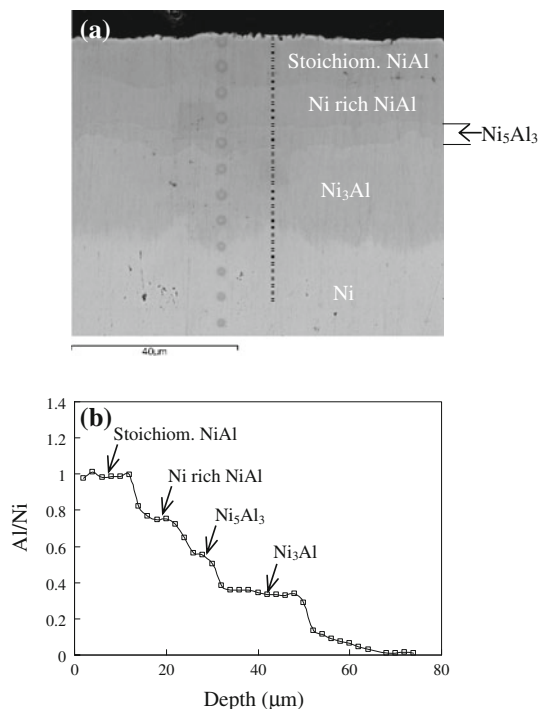 (a)
Stoichiom. NiAl
Ni rich NiAl
Ni₅Al₃
Ni₃Al
Ni
40µm
(b)
1.4
1.2
1
0.8
0.6
0.4
0.2
0
Al/Ni
Stoichiom. NiAl
Ni rich NiAl
Ni₅Al₃
Ni₃Al
0
20
40
60
80
Depth (µm)